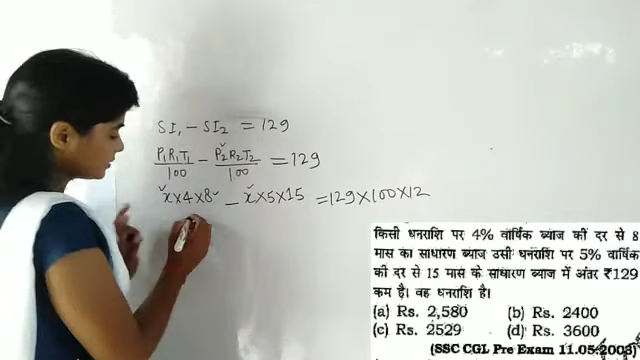 SI₁ - SI₂ = 129
P₁R₁T₁/100 - P₂R₂T₂/100 = 129
x×4×8 - x×5×15 = 129×100×12
किसी धनराशि पर 4% वार्षिक ब्याज की दर से 8
मास का साधारण ब्याज उसी धनराशि पर 5% वार्षिक
की दर से 15 मास के साधारण ब्याज में अंतर ₹129
कम है। वह धनराशि है।
(a) Rs. 2,580 (b) Rs. 2400
(c) Rs. 2529 (d) Rs. 3600
(SSC CGL Pre Exam 11.05.2003)